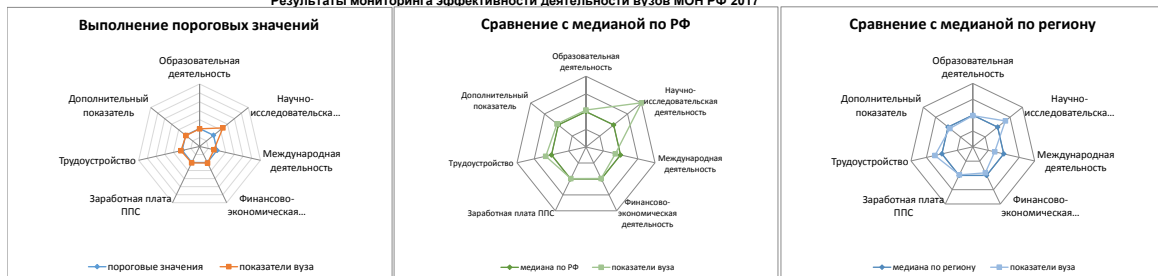 Результаты мониторинга эффективности деятельности вузов МОН РФ 2017
Выполнение пороговых значений
Образовательная
деятельность
Научно-
исследовательска...
Международная
деятельность
Финансово-
экономическая...
Заработная плата
ППС
Трудоустройство
Дополнительный
показатель
пороговые значения
показатели вуза
Сравнение с медианой по РФ
Образовательная
деятельность
Научно-
исследовательская
деятельность
Международная
деятельность
Финансово-
экономическая
деятельность
Заработная плата ППС
Трудоустройство
Дополнительный
показатель
медиана по РФ
показатели вуза
Сравнение с медианой по региону
Образовательная
деятельность
Научно-
исследовательска...
Международная
деятельность
Финансово-
экономическая...
Заработная плата
ППС
Трудоустройство
Дополнительный
показатель
медиана по региону
показатели вуза